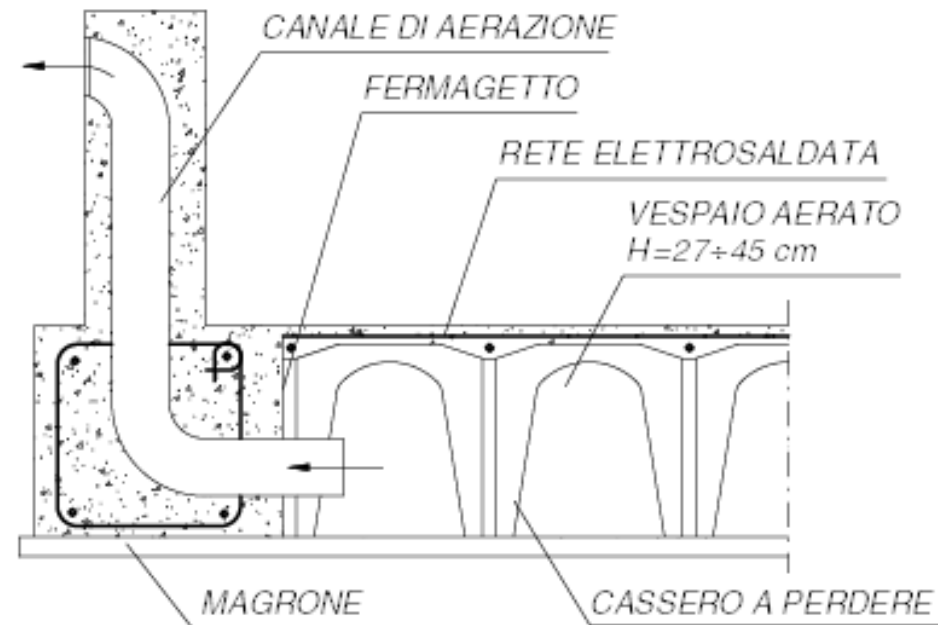 CANALE DI AERAZIONE
FERMAGETTO
RETE ELETTROSALDATA
VESPAIO AERATO
H=27÷45 cm
MAGRONE
CASSERO A PERDERE